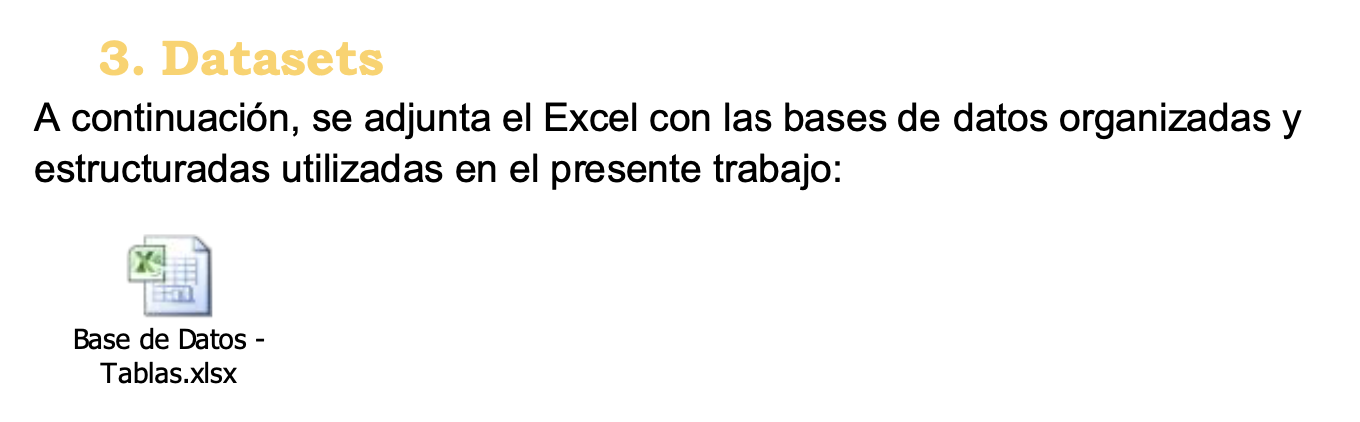 3. Datasets
A continuación, se adjunta el Excel con las bases de datos organizadas y
estructuradas utilizadas en el presente trabajo:
X
Base de Datos -
Tablas.xlsx